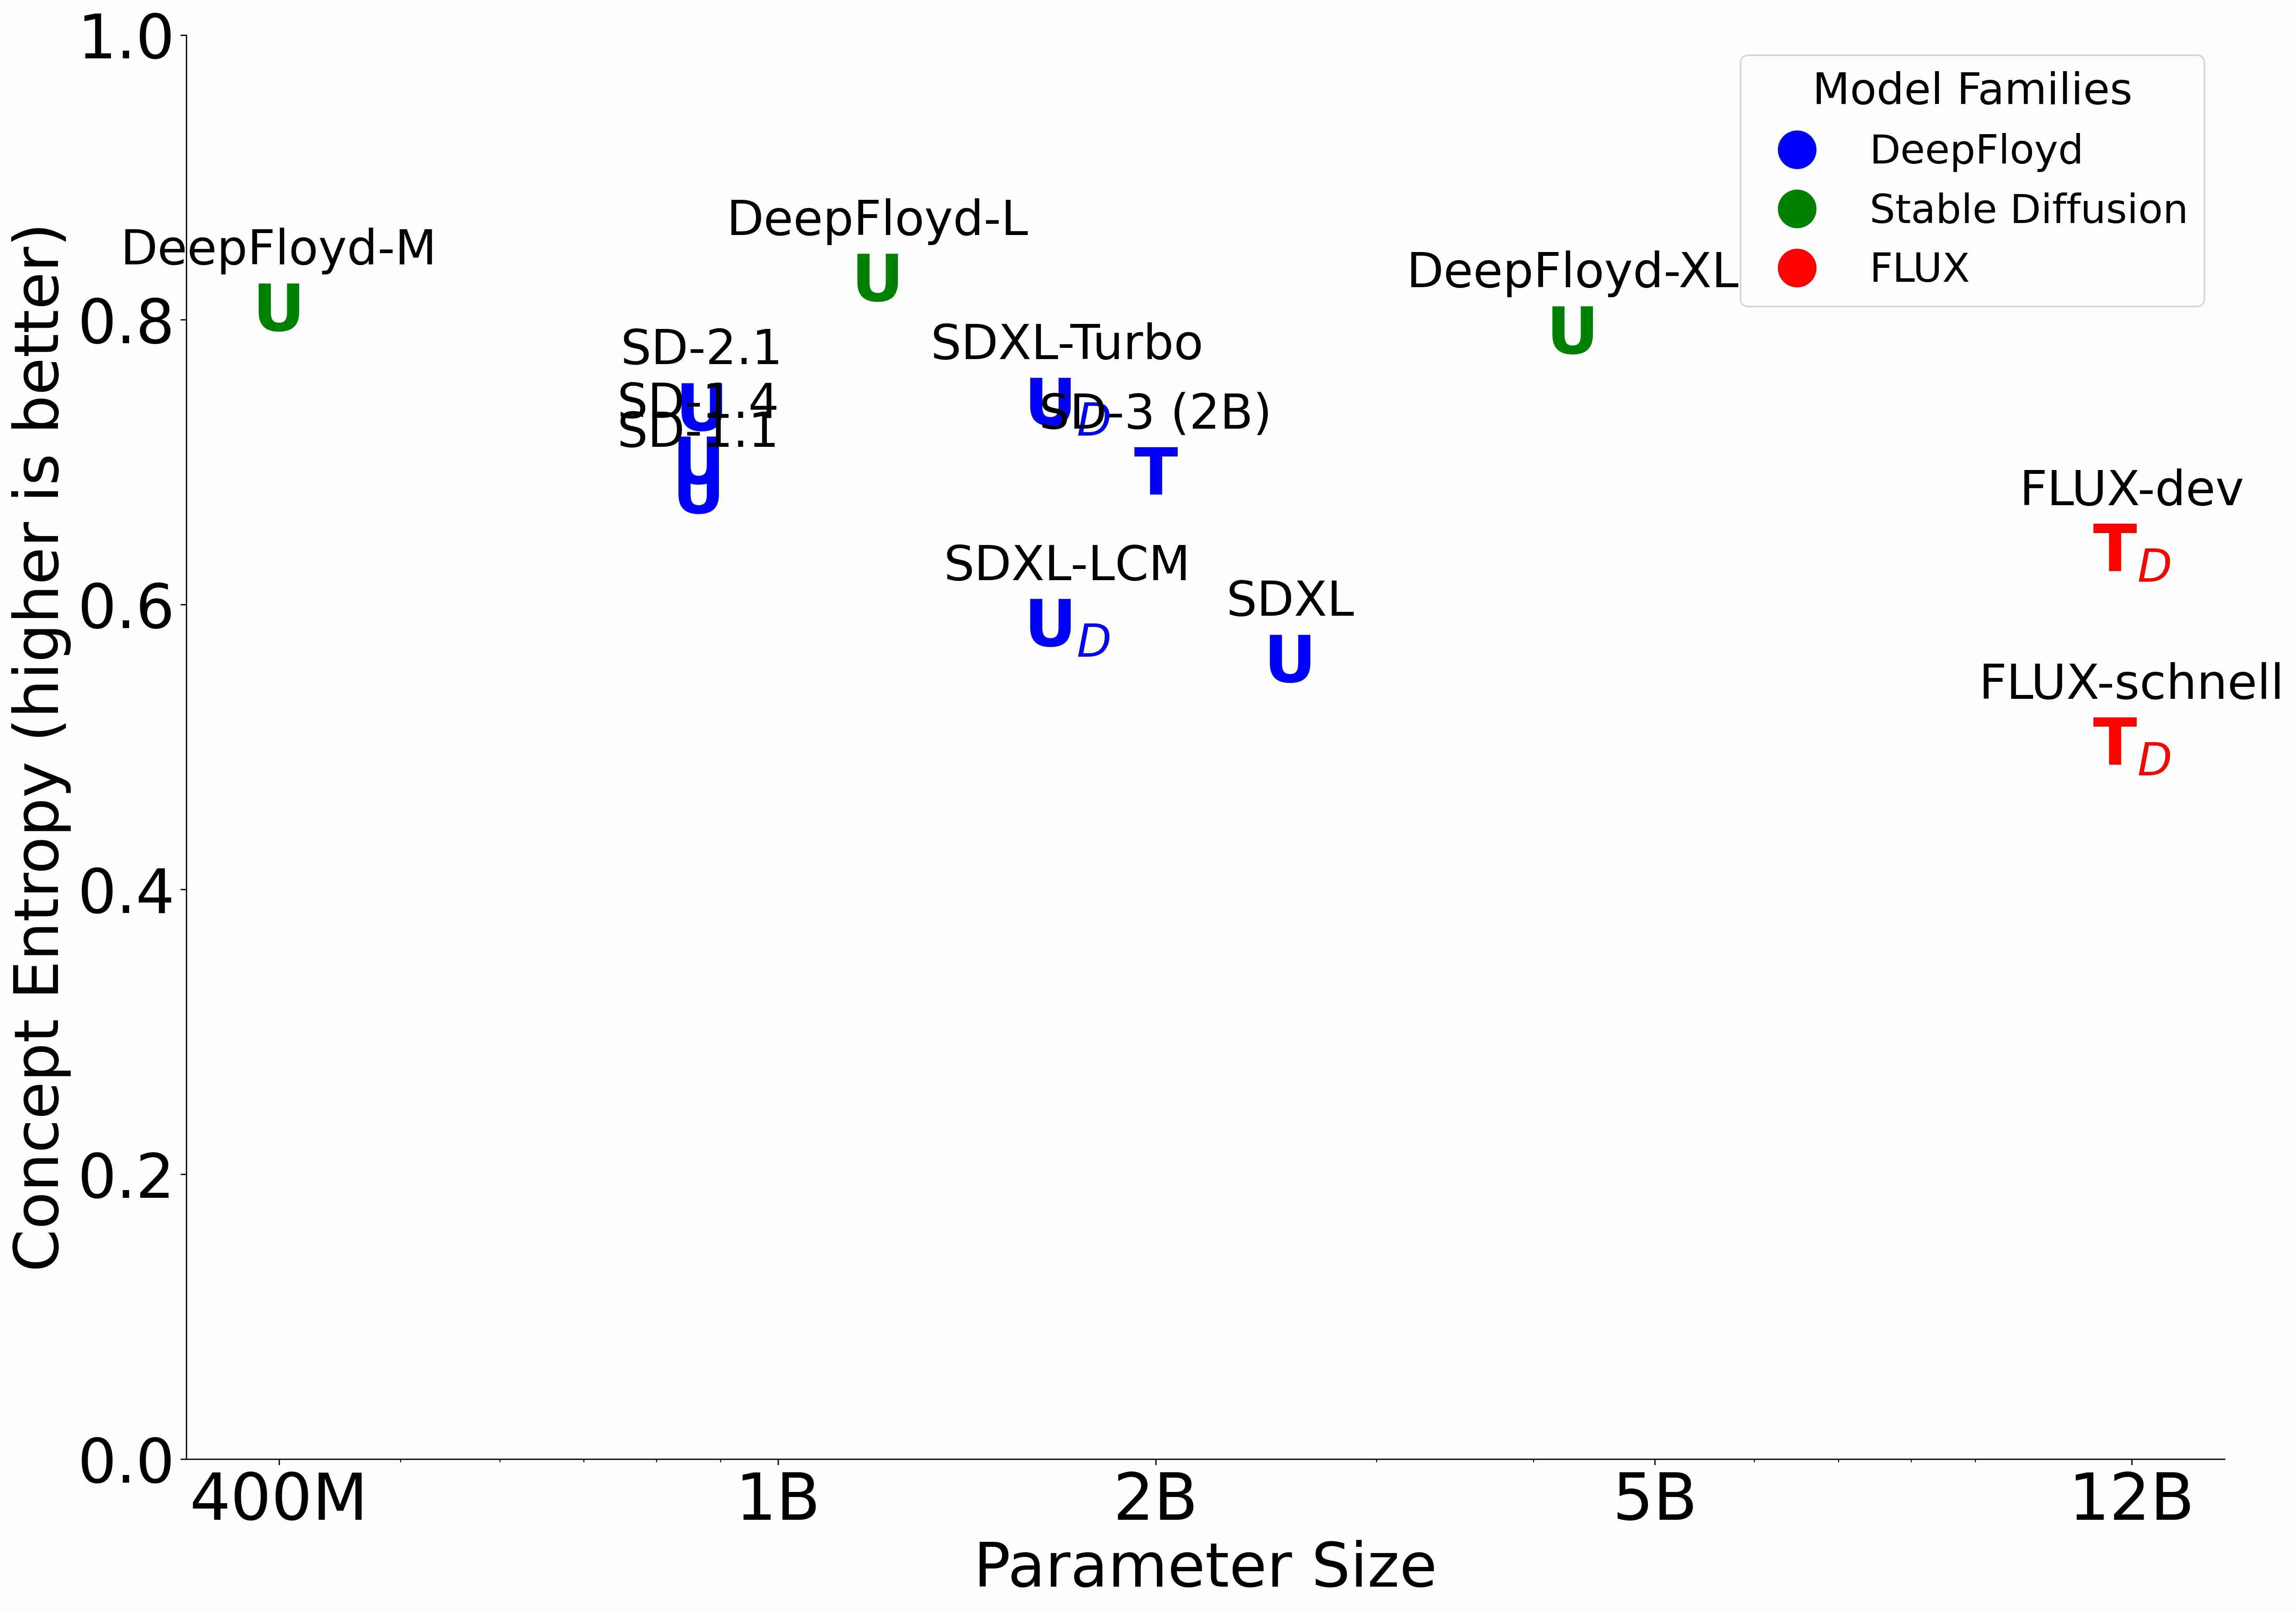 Concept Entropy (higher is better)
1.0
0.8
0.6
0.4
0.2
0.0
Model Families
DeepFloyd
Stable Diffusion
FLUX
DeepFloyd-M
U
DeepFloyd-L
U
DeepFloyd-XL
U
SD-2.1
U
SD-1.4
U
SD-1.1
U
SDXL-Turbo
U D
SD-3 (2B)
T
SDXL-LCM
U D
SDXL
U
FLUX-dev
T D
FLUX-schnell
T D
400M
1B
2B
5B
12B
Parameter Size